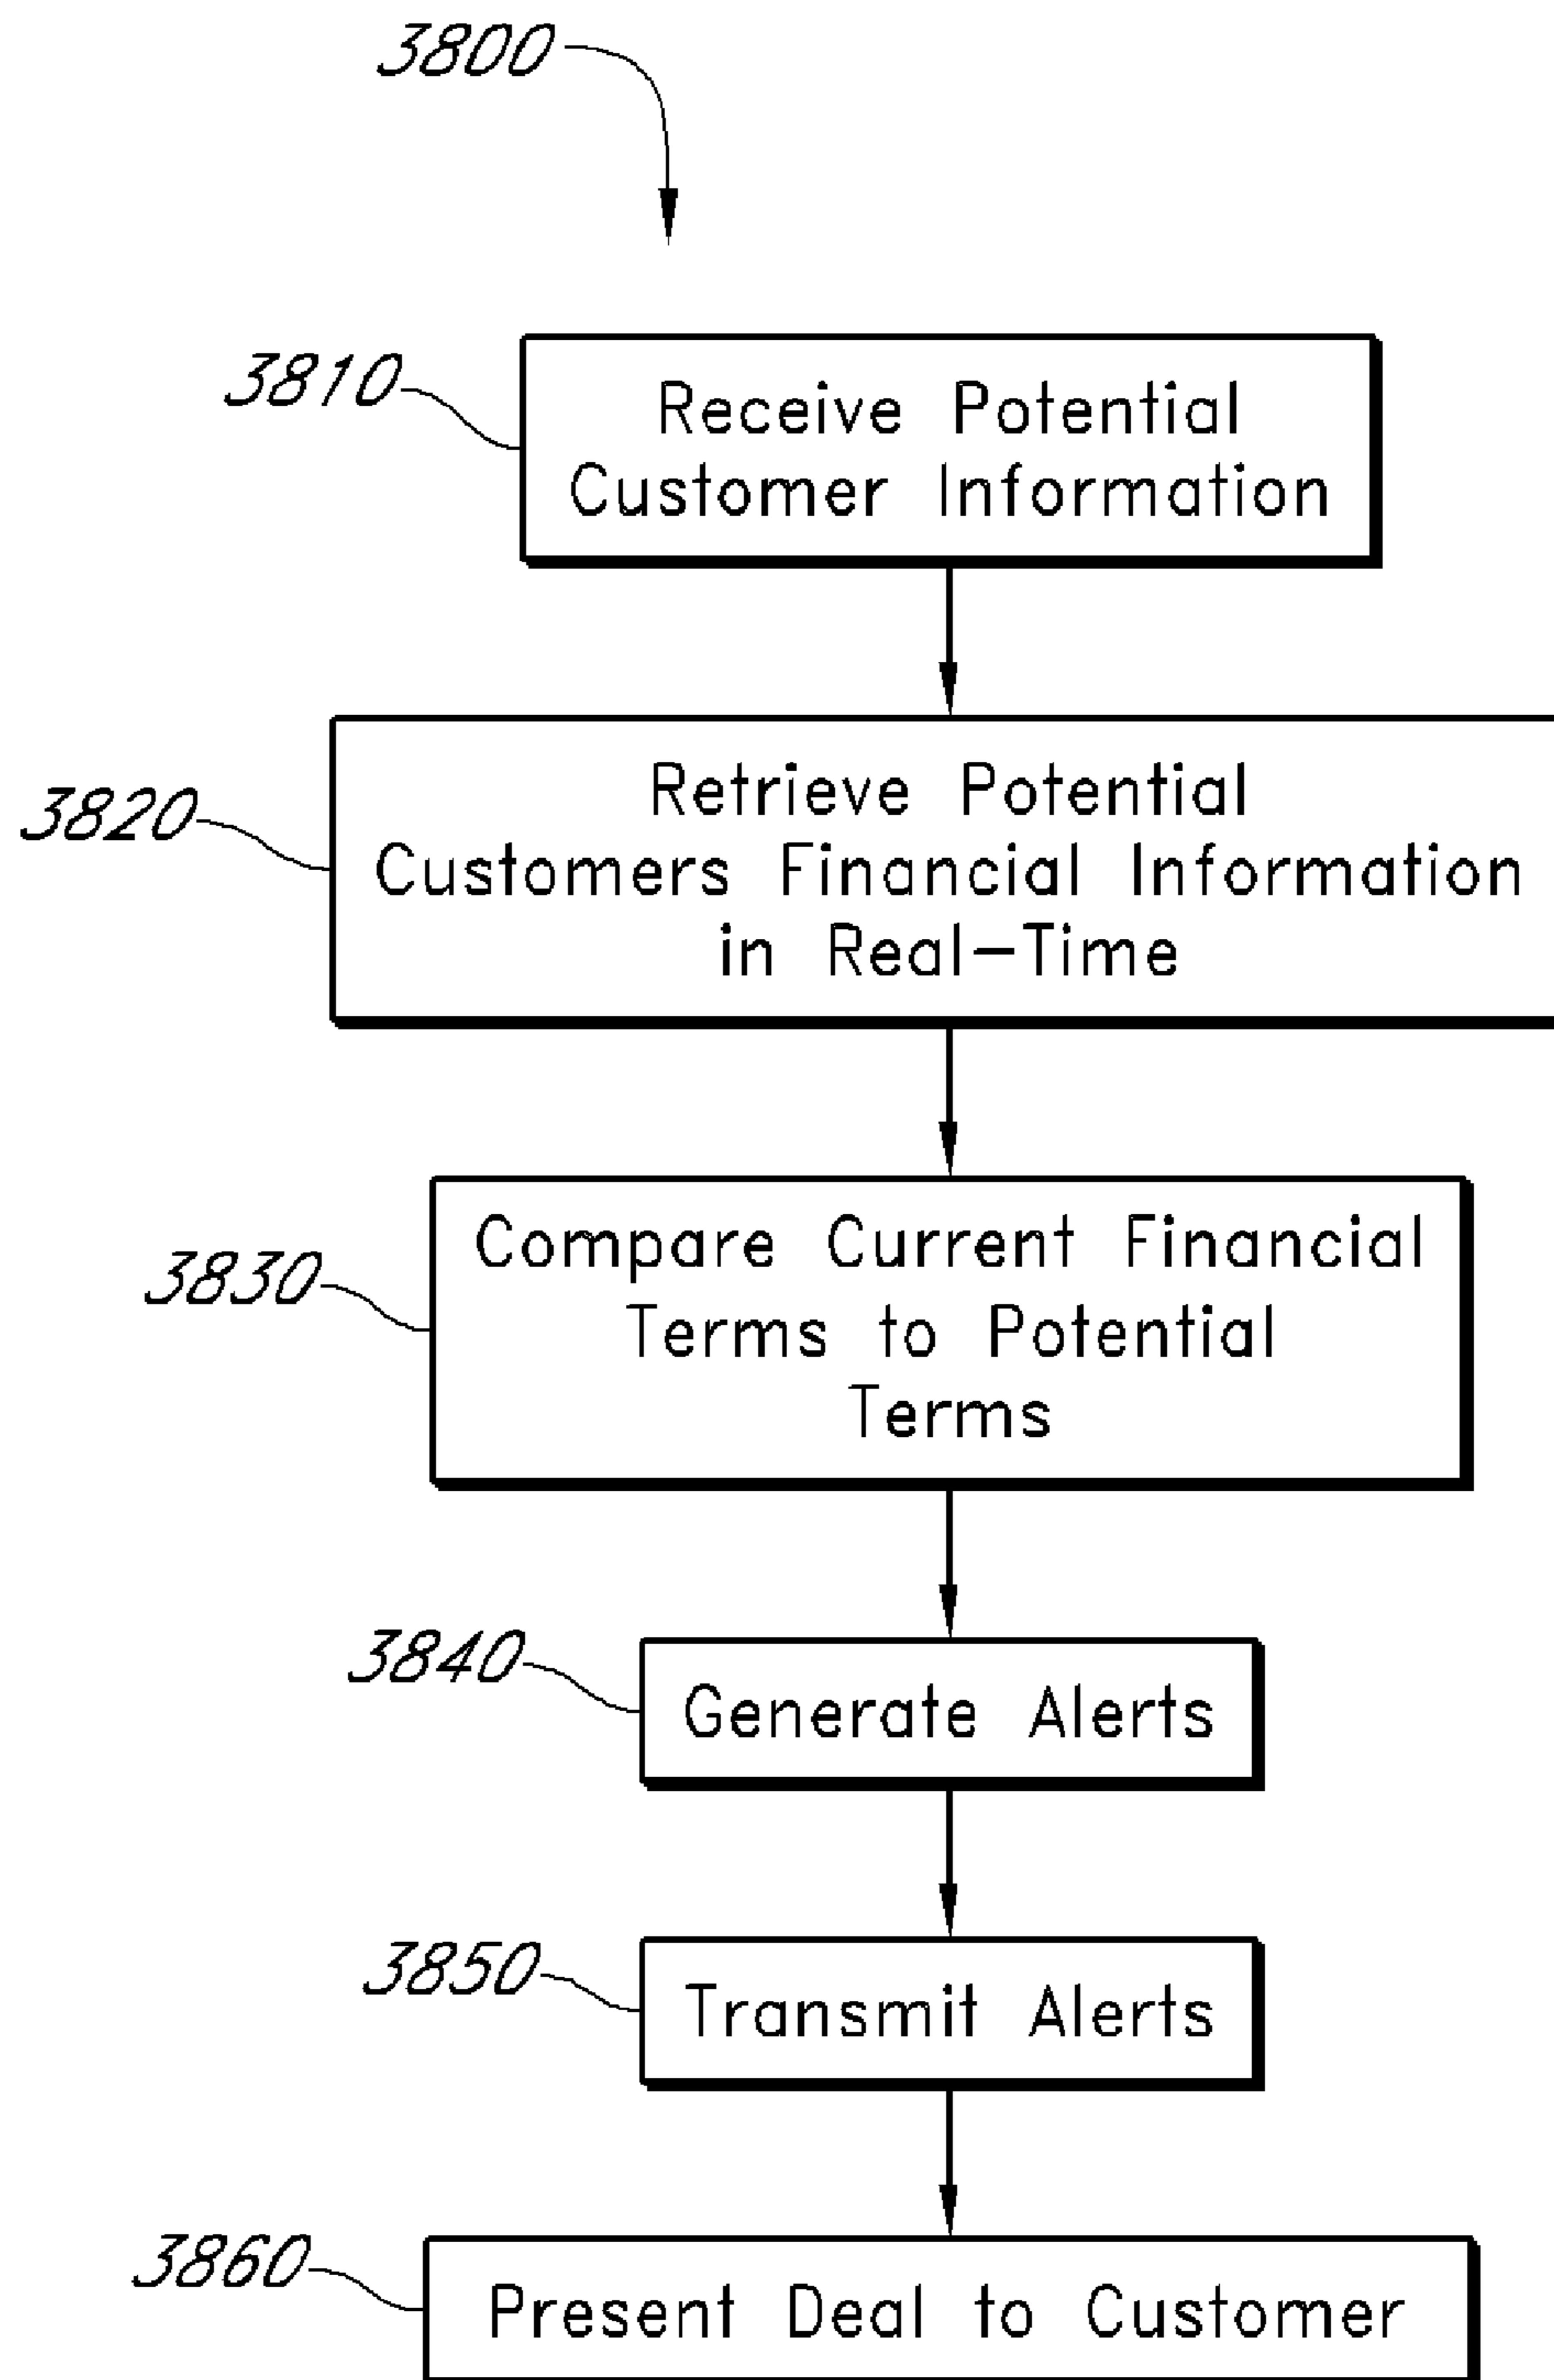 3800
3810
Receive Potential
Customer Information
3820
Retrieve Potential
Customers Financial Information
in Real-Time
3830
Compare Current Financial
Terms to Potential
Terms
3840
Generate Alerts
3850
Transmit Alerts
3860
Present Deal to Customer